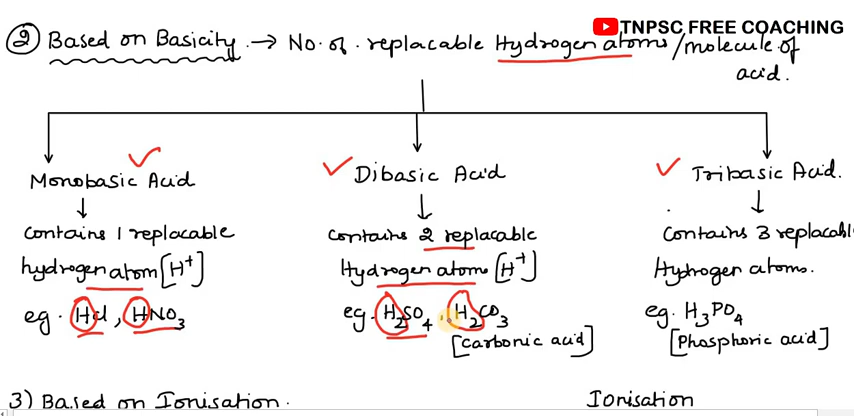 TNPSC FREE COACHING
② Based on Basicity → No. of. replacable Hydrogen atoms/molecule of acid.
Monobasic Acid
contains 1 replacable
hydrogen atom [H⁺]
eg. Hcl, HNO₃
Dibasic Acid
contains 2 replacable
Hydrogen atoms [H⁺]
eg. H₂SO₄, H₂CO₃
[Carbonic acid]
Tribasic Acid.
contains 3 replacabl
Hydrogen atoms.
eg. H₃PO₄
[Phosphoric acid]
3) Based on Ionisation.
Ionisation